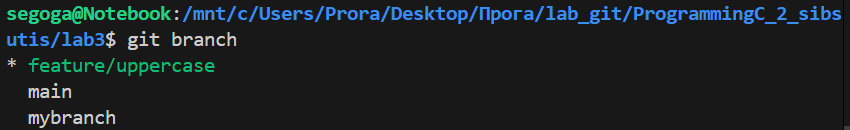 segoga@Notebook:/mnt/c/Users/Prora/Desktop/Прога/lab_git/ProgrammingC_2_sibs
utis/lab3$ git branch
* feature/uppercase
  main
  mybranch